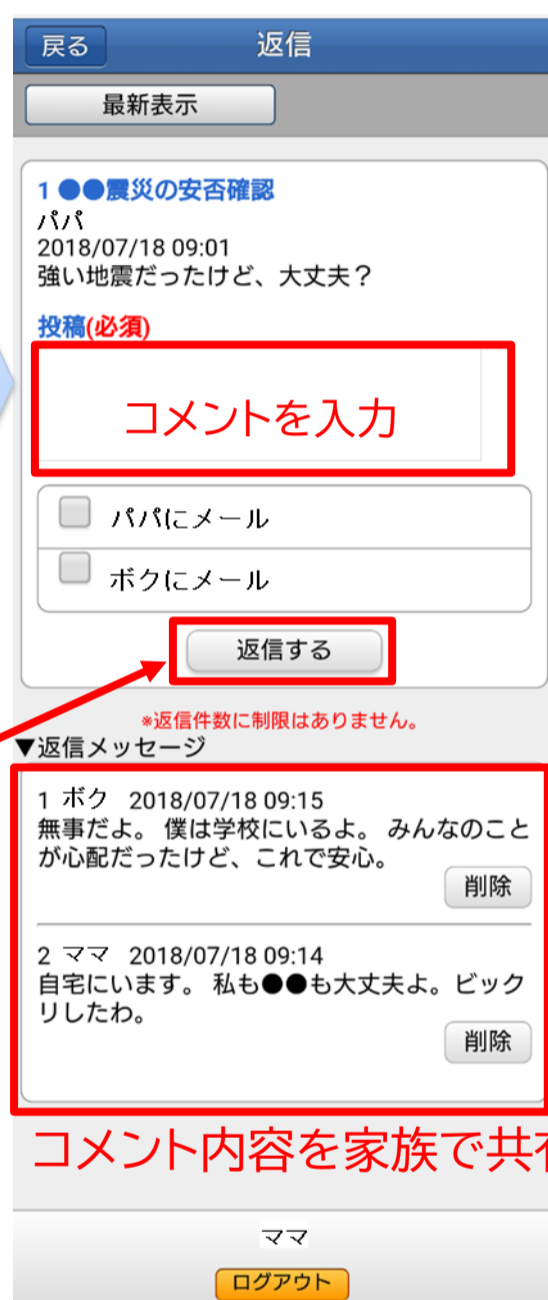 戻る 返信
最新表示
1 ●●震災の安否確認
パパ
2018/07/18 09:01
強い地震だったけど、大丈夫？
投稿(必須)
コメントを入力
パパにメール
ボクにメール
返信する
※返信件数に制限はありません。
▼返信メッセージ
1 ボク 2018/07/18 09:15
無事だよ。 僕は学校にいるよ。 みんなのこと
が心配だったけど、これで安心。
削除
2 ママ 2018/07/18 09:14
自宅にいます。 私も●●も大丈夫よ。ビック
リしたわ。
削除
コメント内容を家族で共
ママ
ログアウト